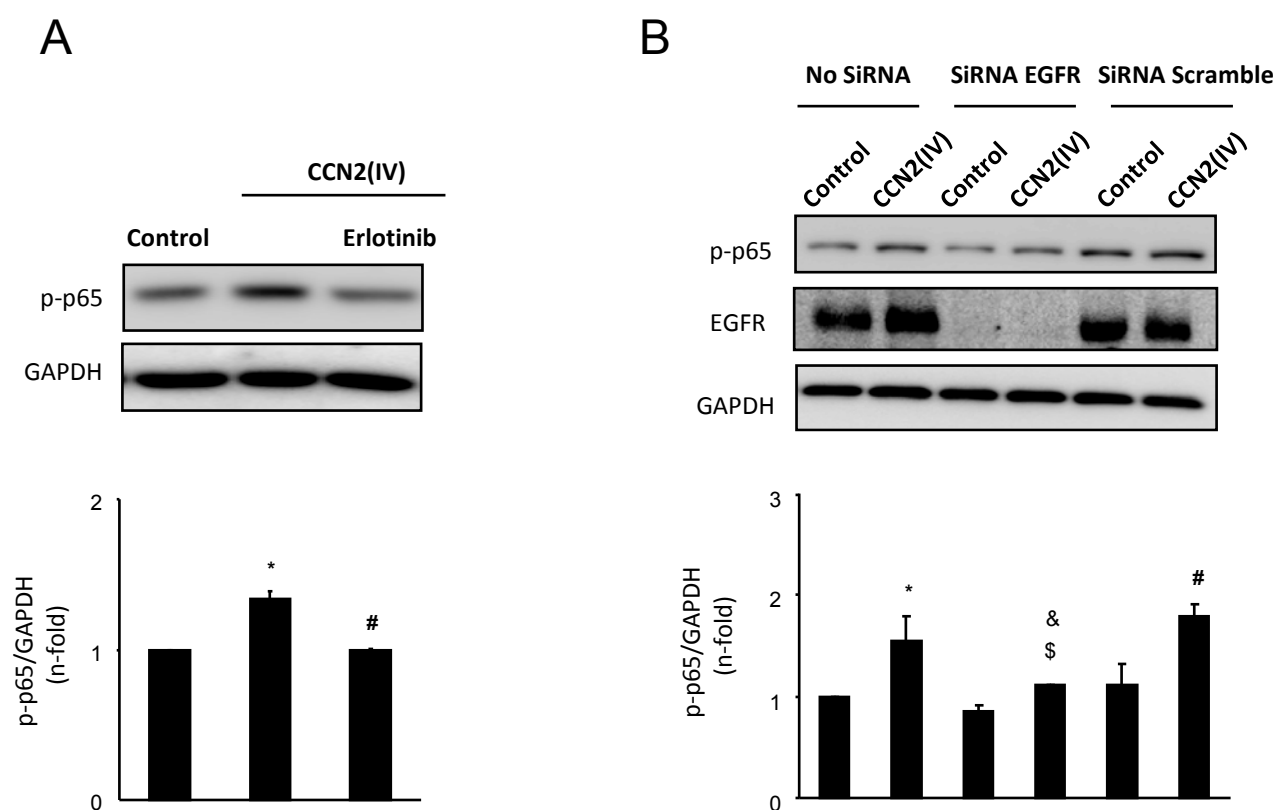 A
CCN2(IV)
Control Erlotinib
p-p65
GAPDH
2
1
0
p-p65/GAPDH
(n-fold)
*
#
B
No SiRNA SiRNA EGFR SiRNA Scramble
Control CCN2(IV) Control CCN2(IV) Control CCN2(IV)
p-p65
EGFR
GAPDH
3
2
1
0
p-p65/GAPDH
(n-fold)
*
&
$
#